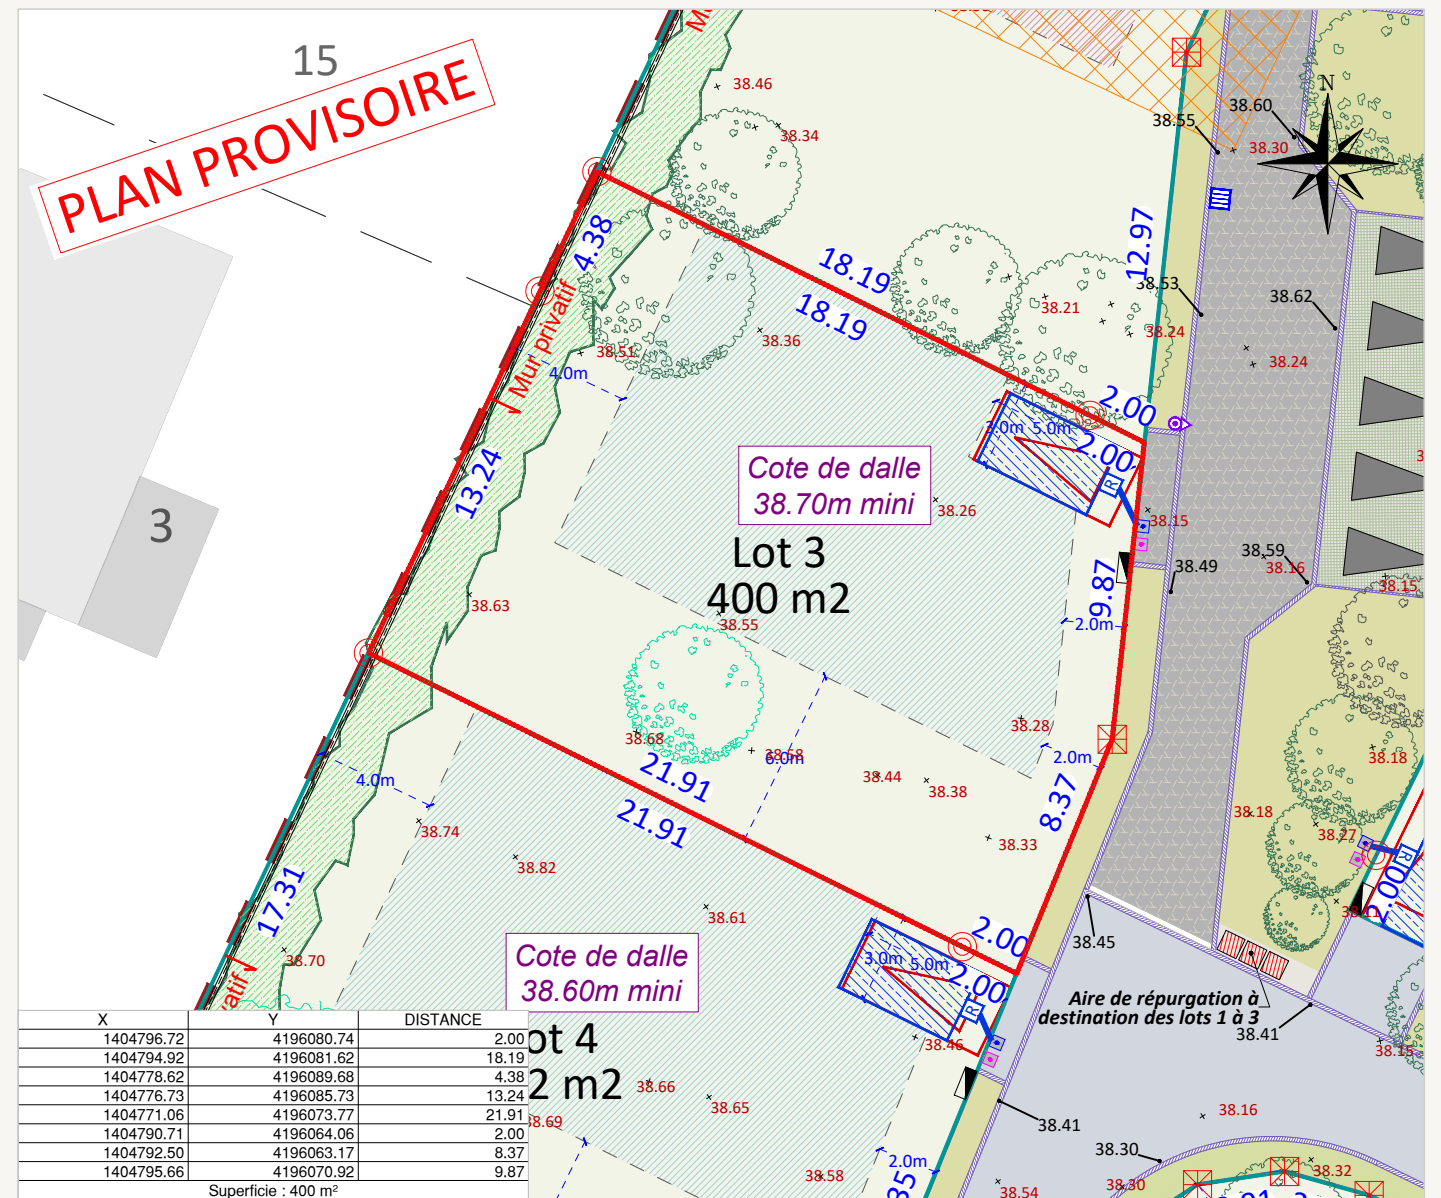 15
PLAN PROVISOIRE
3
N
38.46
38.34
38.55
38.60
38.30
4.38
Mur privatif
18.19
18.19
12.97
38.53
38.62
38.21
38.24
38.24
38.36
38.51
4.0m
2.00
3.0m
5.0m
2.00
R
13.24
Cote de dalle
38.70m mini
38.26
38.15
Lot 3
400 m2
38.63
38.55
9.87
38.49
38.59
38.16
38.15
2.0m
38.28
38.68
38.58
6.0m
2.0m
38.18
21.91
21.91
38.44
38.38
8.37
4.0m
38.74
38.33
38.18
38.27
R
38.82
17.31
38.61
2.00
38.11
38.45
38.70
Cote de dalle
38.60m mini
2.00
3.0m
5.0m
2.00
R
Aire de répurgation à
destination des lots 1 à 3
38.41
38.15
38.46
ot 4
2 m2
38.66
38.65
38.69
38.16
38.41
38.30
2.0m
38.58
38.54
38.30
38.32
X Y DISTANCE
1404796.72 4196080.74 2.00
1404794.92 4196081.62 18.19
1404778.62 4196089.68 4.38
1404776.73 4196085.73 13.24
1404771.06 4196073.77 21.91
1404790.71 4196064.06 2.00
1404792.50 4196063.17 8.37
1404795.66 4196070.92 9.87
Superficie : 400 m²